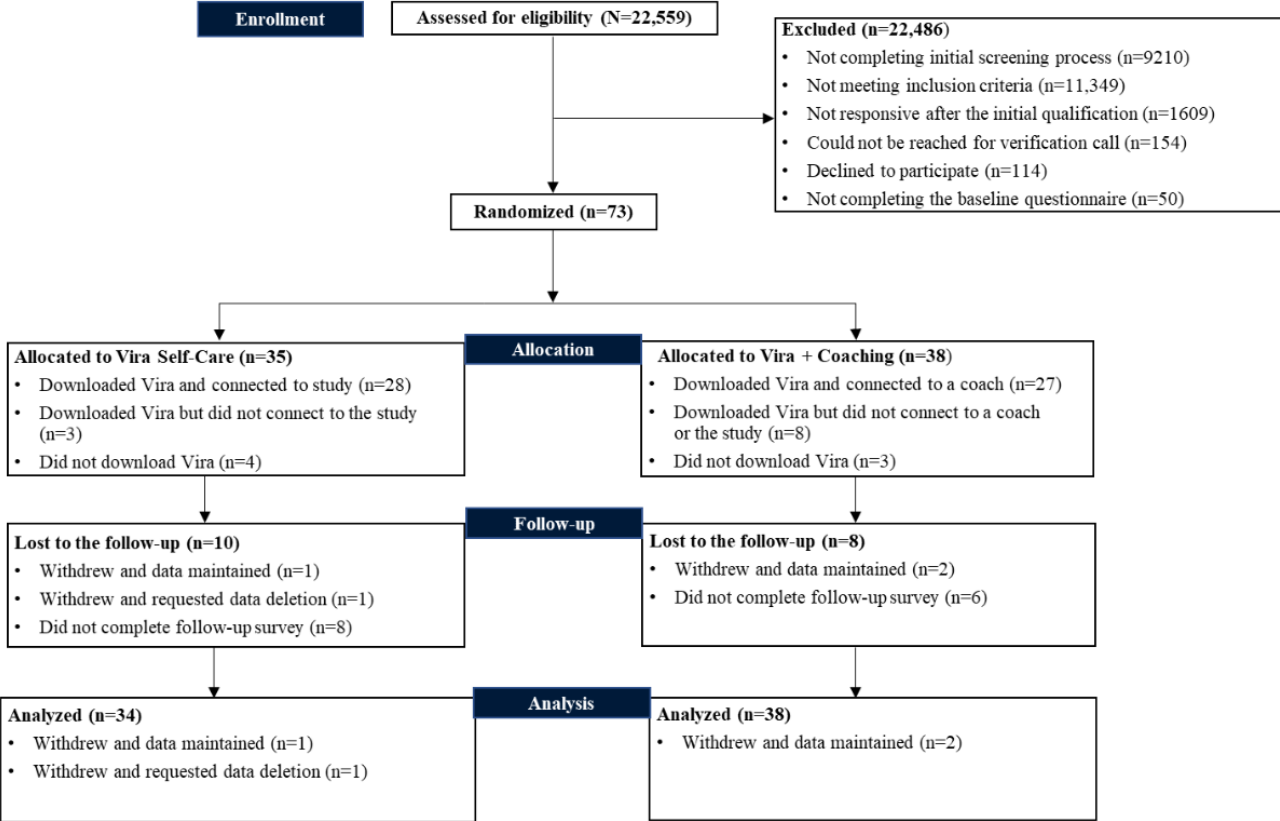 Enrollment
Assessed for eligibility (N=22,559)
Excluded (n=22,486)
• Not completing initial screening process (n=9210)
• Not meeting inclusion criteria (n=11,349)
• Not responsive after the initial qualification (n=1609)
• Could not be reached for verification call (n=154)
• Declined to participate (n=114)
• Not completing the baseline questionnaire (n=50)
Randomized (n=73)
Allocation
Allocated to Vira Self-Care (n=35)
• Downloaded Vira and connected to study (n=28)
• Downloaded Vira but did not connect to the study
(n=3)
• Did not download Vira (n=4)
Allocated to Vira + Coaching (n=38)
• Downloaded Vira and connected to a coach (n=27)
• Downloaded Vira but did not connect to a coach
or the study (n=8)
• Did not download Vira (n=3)
Follow-up
Lost to the follow-up (n=10)
• Withdrew and data maintained (n=1)
• Withdrew and requested data deletion (n=1)
• Did not complete follow-up survey (n=8)
Lost to the follow-up (n=8)
• Withdrew and data maintained (n=2)
• Did not complete follow-up survey (n=6)
Analysis
Analyzed (n=34)
• Withdrew and data maintained (n=1)
• Withdrew and requested data deletion (n=1)
Analyzed (n=38)
• Withdrew and data maintained (n=2)